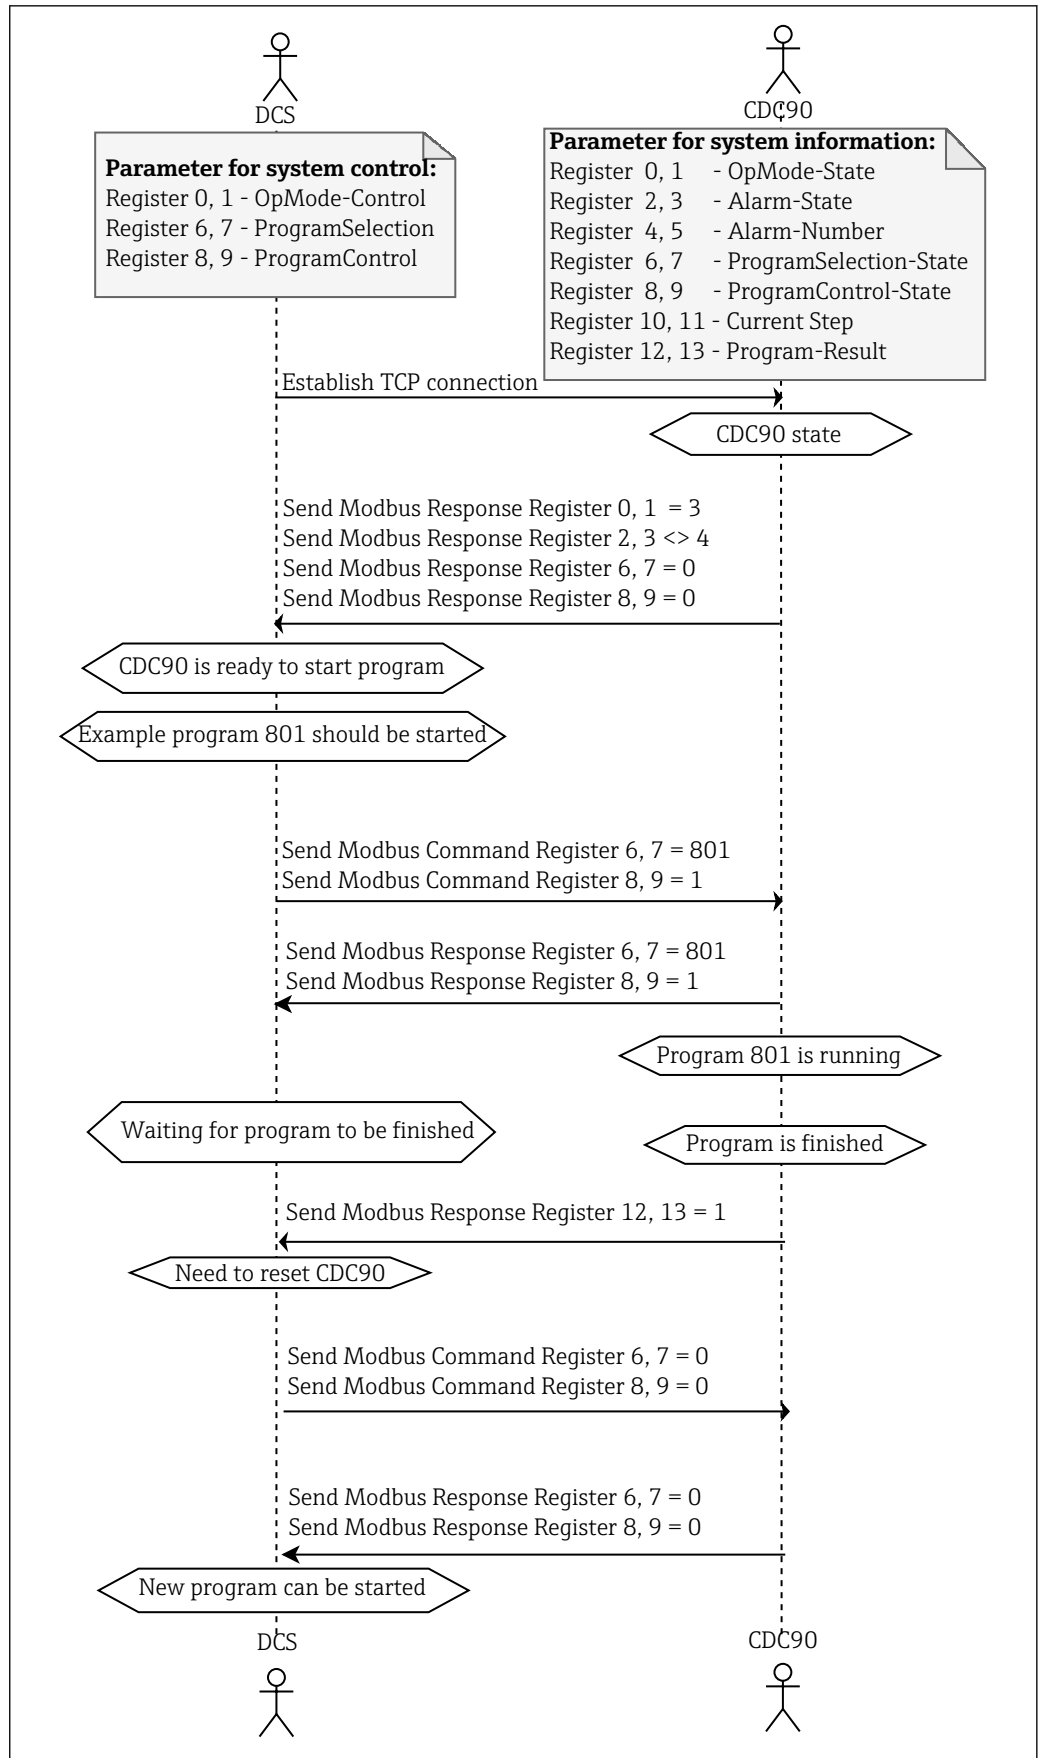 DCS
CDC90
Parameter for system control:
Register 0, 1 - OpMode-Control
Register 6, 7 - ProgramSelection
Register 8, 9 - ProgramControl
Parameter for system information:
Register 0, 1 - OpMode-State
Register 2, 3 - Alarm-State
Register 4, 5 - Alarm-Number
Register 6, 7 - ProgramSelection-State
Register 8, 9 - ProgramControl-State
Register 10, 11 - Current Step
Register 12, 13 - Program-Result
Establish TCP connection
CDC90 state
Send Modbus Response Register 0, 1 = 3
Send Modbus Response Register 2, 3 <> 4
Send Modbus Response Register 6, 7 = 0
Send Modbus Response Register 8, 9 = 0
CDC90 is ready to start program
Example program 801 should be started
Send Modbus Command Register 6, 7 = 801
Send Modbus Command Register 8, 9 = 1
Send Modbus Response Register 6, 7 = 801
Send Modbus Response Register 8, 9 = 1
Program 801 is running
Waiting for program to be finished
Program is finished
Send Modbus Response Register 12, 13 = 1
Need to reset CDC90
Send Modbus Command Register 6, 7 = 0
Send Modbus Command Register 8, 9 = 0
Send Modbus Response Register 6, 7 = 0
Send Modbus Response Register 8, 9 = 0
New program can be started
DCS
CDC90